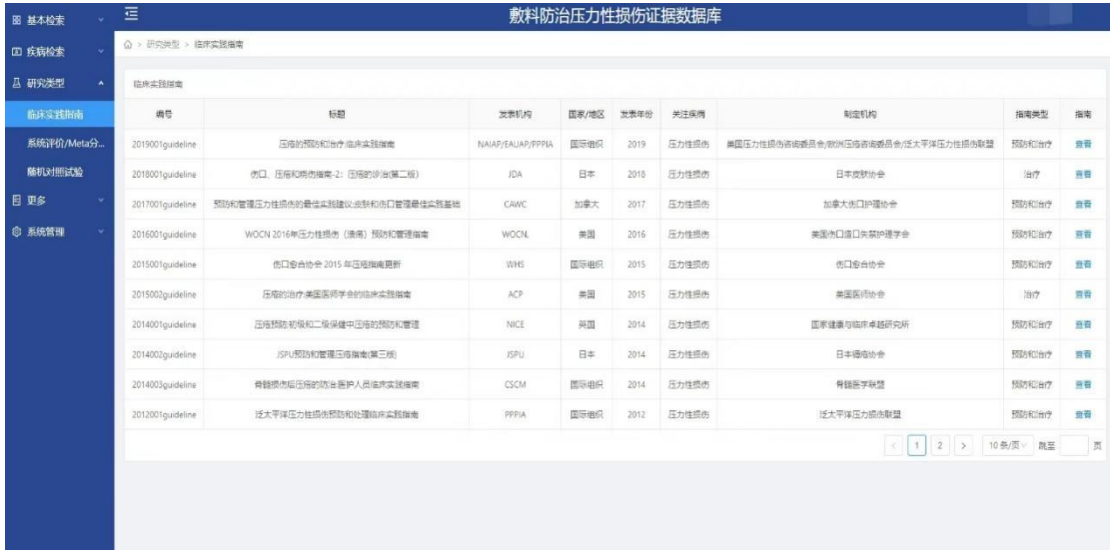 敷料防治压力性损伤证据数据库
基本检索
疾病检索
研究类型
临床实践指南
系统评价/Meta分...
随机对照试验
更多
系统管理
> 研究类型 > 临床实践指南
临床实践指南
编号 标题 发表机构 国家/地区 发表年份 关注疾病 制定机构 指南类型 指南
2019001guideline 压疮的预防和治疗:临床实践指南 NAIAP/EAUAP/PPPIA 国际组织 2019 压力性损伤 美国压力性损伤咨询委员会/欧洲压疮咨询委员会/泛太平洋压力性损伤联盟 预防和治疗 查看
2018001guideline 伤口、压疮和烧伤指南-2：压疮的诊治(第二版) JDA 日本 2018 压力性损伤 日本皮肤协会 治疗 查看
2017001guideline 预防和管理压力性损伤的最佳实践建议:皮肤和伤口管理最佳实践基础 CAWC 加拿大 2017 压力性损伤 加拿大伤口护理协会 预防和治疗 查看
2016001guideline WOCN 2016年压力性损伤（溃疡）预防和管理指南 WOCN. 美国 2016 压力性损伤 美国伤口造口失禁护理学会 预防和治疗 查看
2015001guideline 伤口愈合协会 2015 年压疮指南更新 WHS 国际组织 2015 压力性损伤 伤口愈合协会 预防和治疗 查看
2015002guideline 压疮的治疗:美国医师学会的临床实践指南 ACP 美国 2015 压力性损伤 美国医师协会 治疗 查看
2014001guideline 压疮预防:初级和二级保健中压疮的预防和管理 NICE 英国 2014 压力性损伤 国家健康与临床卓越研究所 预防和治疗 查看
2014002guideline JSPU预防和管理压疮指南(第三版) JSPU 日本 2014 压力性损伤 日本褥疮协会 预防和治疗 查看
2014003guideline 脊髓损伤后压疮的防治:医护人员临床实践指南 CSCM 国际组织 2014 压力性损伤 脊髓医学联盟 预防和治疗 查看
2012001guideline 泛太平洋压力性损伤预防和处理临床实践指南 PPPIA 国际组织 2012 压力性损伤 泛太平洋压力损伤联盟 预防和治疗 查看
< 1 2 > 10 条/页 跳至 页